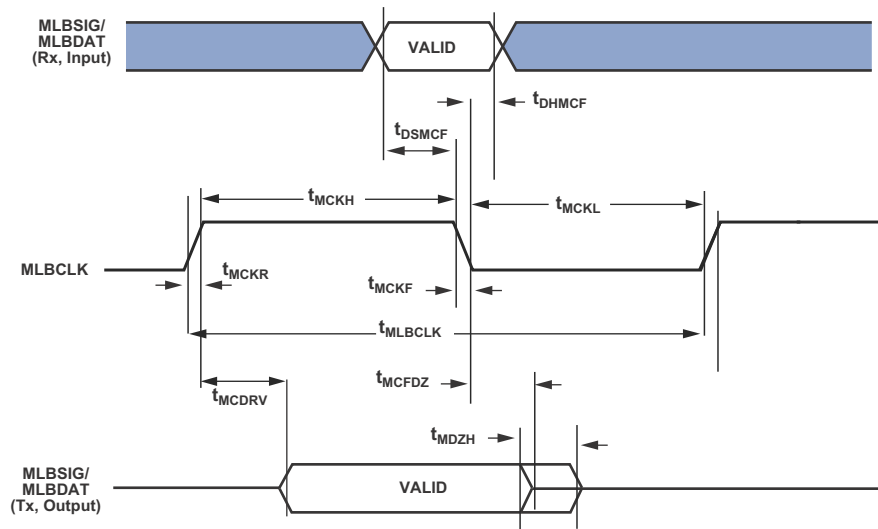 MLBSIG/
MLBDAT
(Rx, Input)
VALID
tDHMCF
tDSMCF
tMCKH
tMCKL
MLBCLK
tMCKR
tMCKF
tMLBCLK
tMCDRV
tMCFDZ
tMDZH
MLBSIG/
MLBDAT
(Tx, Output)
VALID